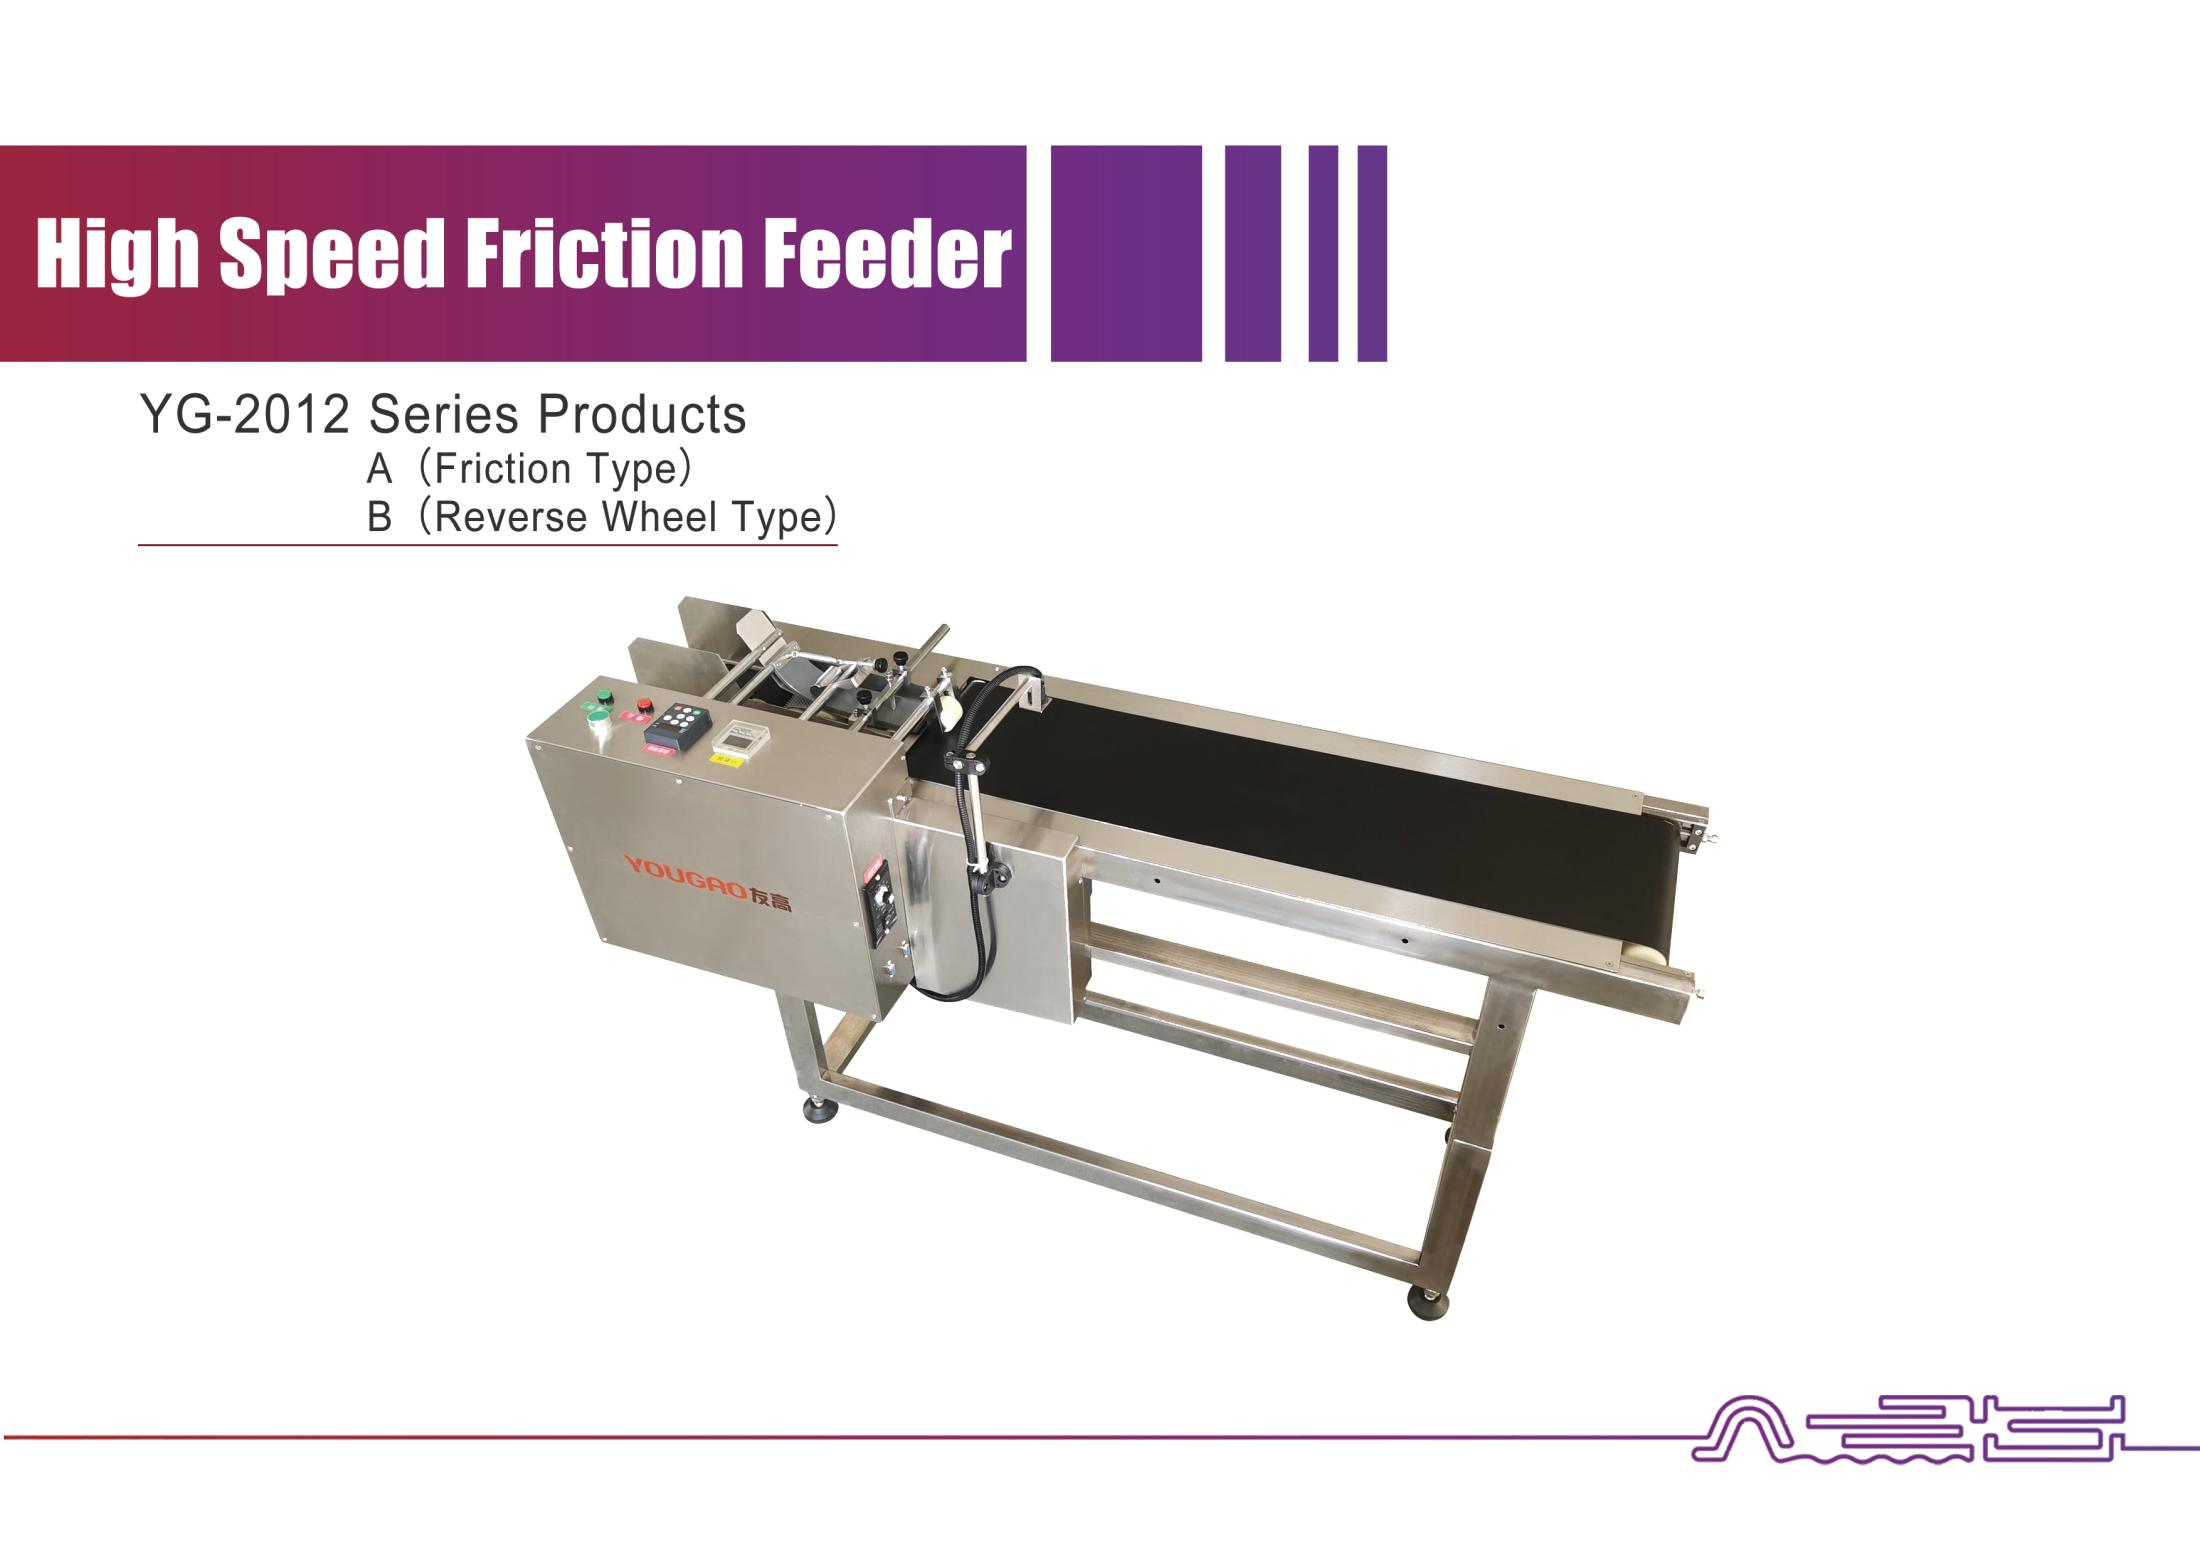 High Speed Friction Feeder
YG-2012 Series Products
A（Friction Type）
B（Reverse Wheel Type）
YOUGAO友高